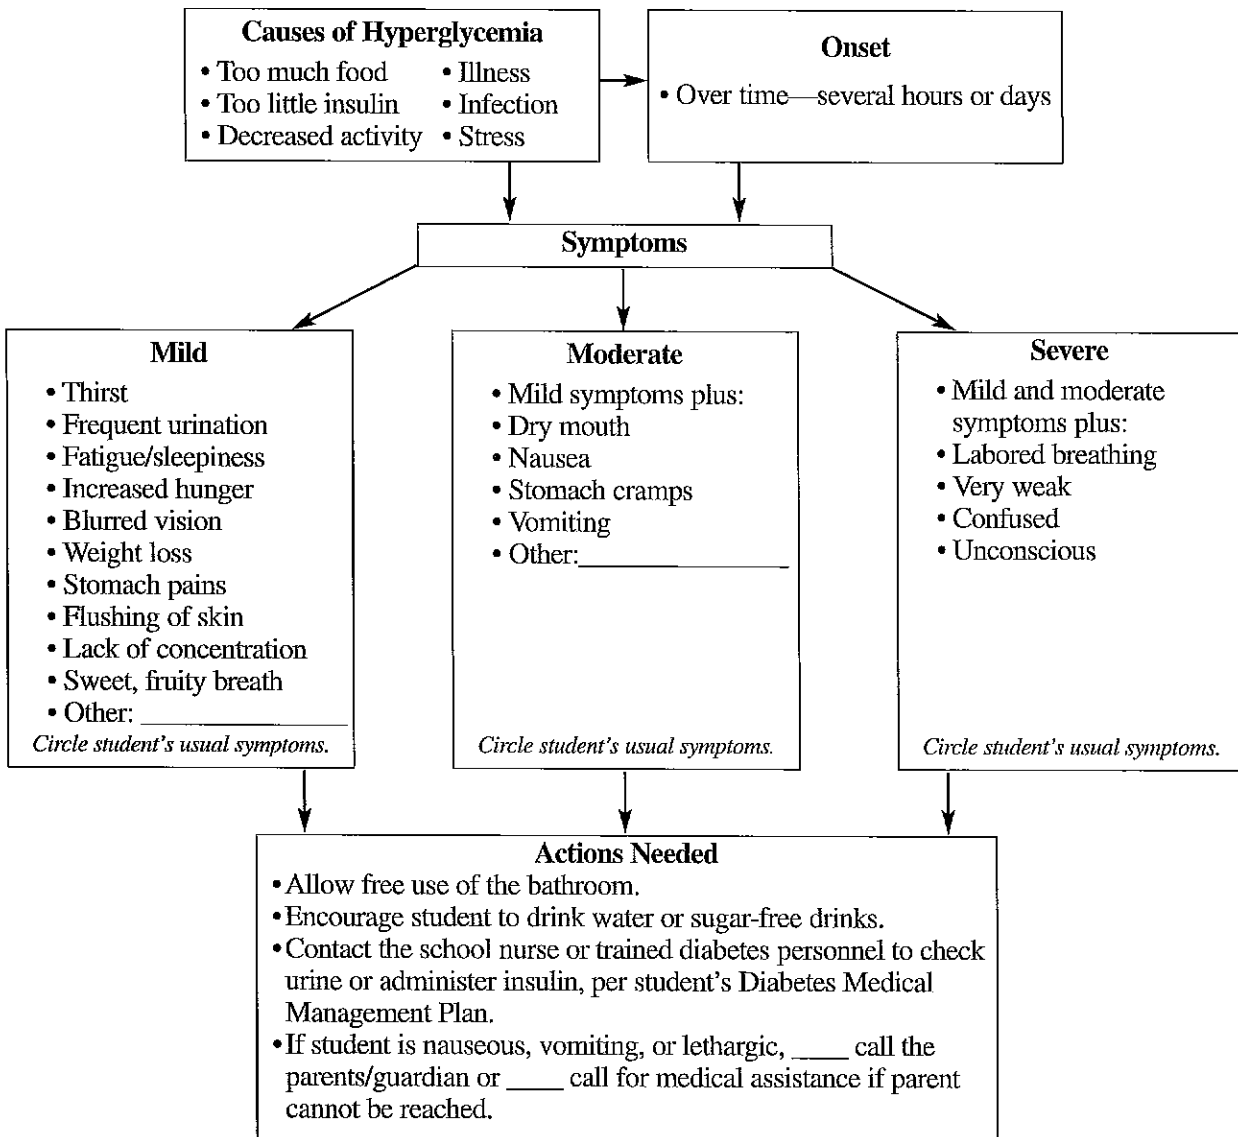 Causes of Hyperglycemia
• Too much food • Illness
• Too little insulin • Infection
• Decreased activity • Stress
Onset
• Over time—several hours or days
Symptoms
Mild
• Thirst
• Frequent urination
• Fatigue/sleepiness
• Increased hunger
• Blurred vision
• Weight loss
• Stomach pains
• Flushing of skin
• Lack of concentration
• Sweet, fruity breath
• Other: ____________________
Circle student's usual symptoms.
Moderate
• Mild symptoms plus:
• Dry mouth
• Nausea
• Stomach cramps
• Vomiting
• Other:____________________
Circle student's usual symptoms.
Severe
• Mild and moderate
symptoms plus:
• Labored breathing
• Very weak
• Confused
• Unconscious
Circle student's usual symptoms.
Actions Needed
• Allow free use of the bathroom.
• Encourage student to drink water or sugar-free drinks.
• Contact the school nurse or trained diabetes personnel to check
urine or administer insulin, per student's Diabetes Medical
Management Plan.
• If student is nauseous, vomiting, or lethargic, ____ call the
parents/guardian or ____ call for medical assistance if parent
cannot be reached.